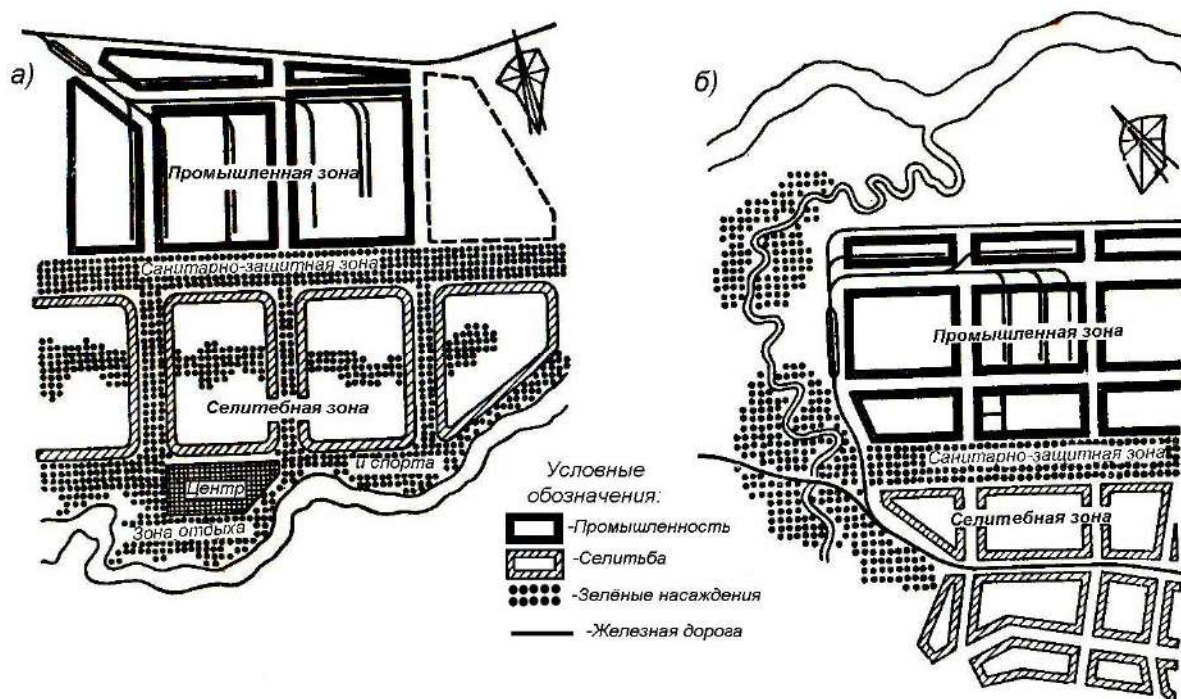 а)
Промышленная зона
Санитарно-защитная зона
Селитебная зона
и спорта
Центр
Зона отдыха
Условные
обозначения:
-Промышленность
-Селитьба
-Зелёные насаждения
-Железная дорога
б)
Промышленная зона
Санитарно-защитная зона
Селитебная зона